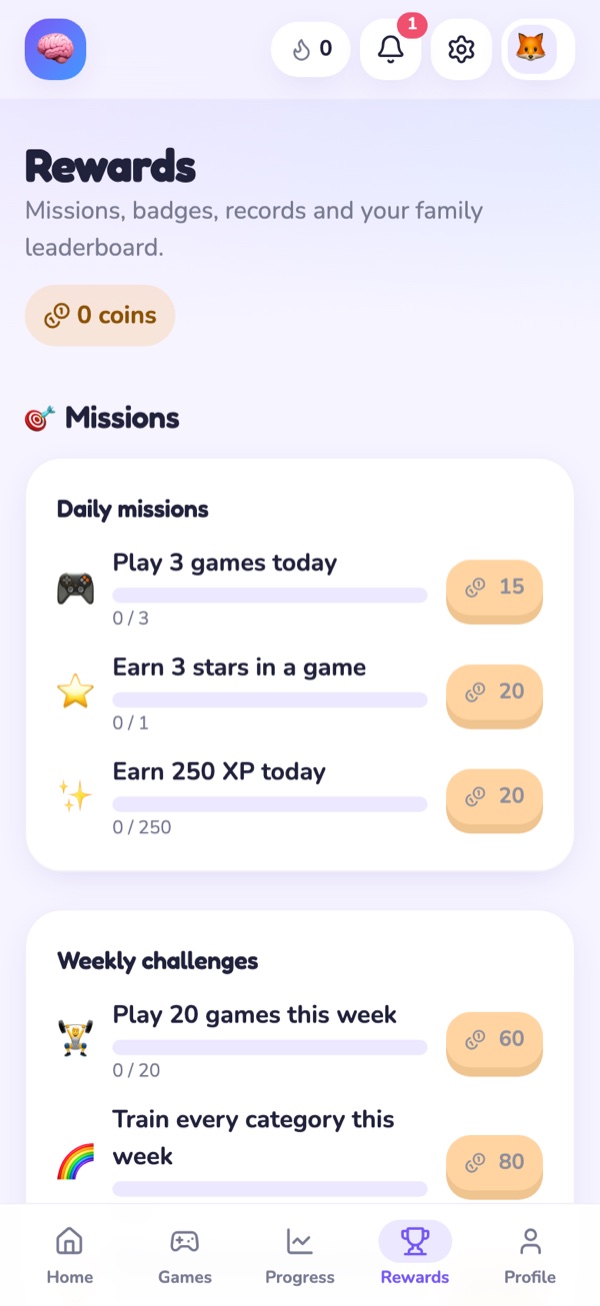 0
1
Rewards
Missions, badges, records and your family
leaderboard.
0 coins
Missions
Daily missions
Play 3 games today
15
0 / 3
Earn 3 stars in a game
20
0 / 1
Earn 250 XP today
20
0 / 250
Weekly challenges
Play 20 games this week
60
0 / 20
Train every category this
week
80
Home
Games
Progress
Rewards
Profile